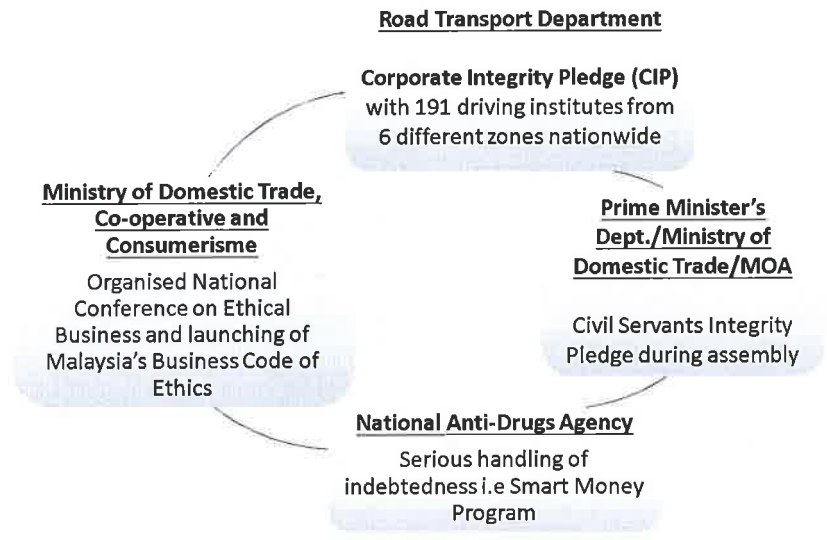 Road Transport Department
Corporate Integrity Pledge (CIP)
with 191 driving institutes from
6 different zones nationwide
Prime Minister's
Dept./Ministry of
Domestic Trade/MOA
Civil Servants Integrity
Pledge during assembly
National Anti-Drugs Agency
Serious handling of
indebtedness i.e Smart Money
Program
Ministry of Domestic Trade,
Co-operative and
Consumerisme
Organised National
Conference on Ethical
Business and launching of
Malaysia's Business Code of
Ethics